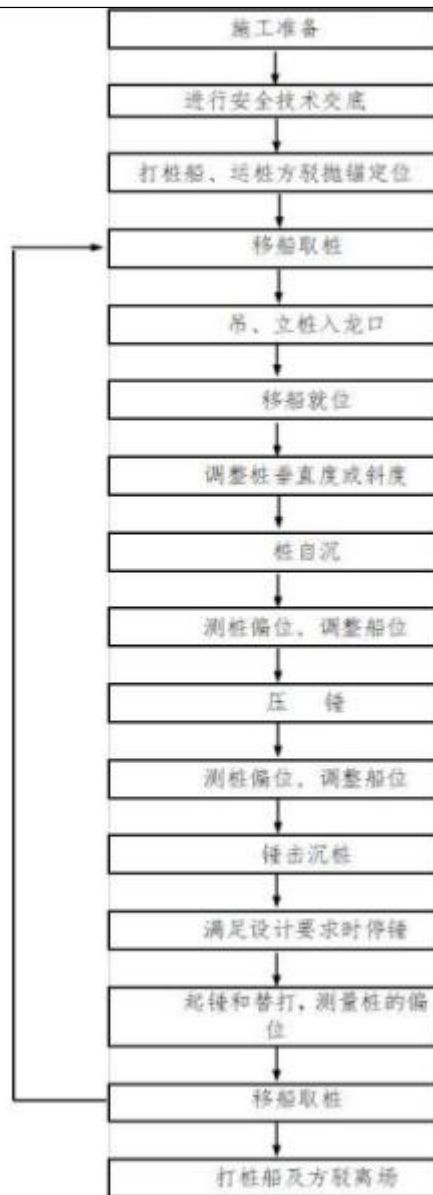 施工准备
进行安全技术交底
打桩船、运桩方驳抛锚定位
移船取桩
吊、立桩入龙口
移船就位
调整桩垂直度或斜度
桩自沉
测桩偏位、调整船位
压 锤
测桩偏位、调整船位
锤击沉桩
满足设计要求时停锤
起锤和替打,测量桩的偏
位
移船取桩
打桩船及方驳离场